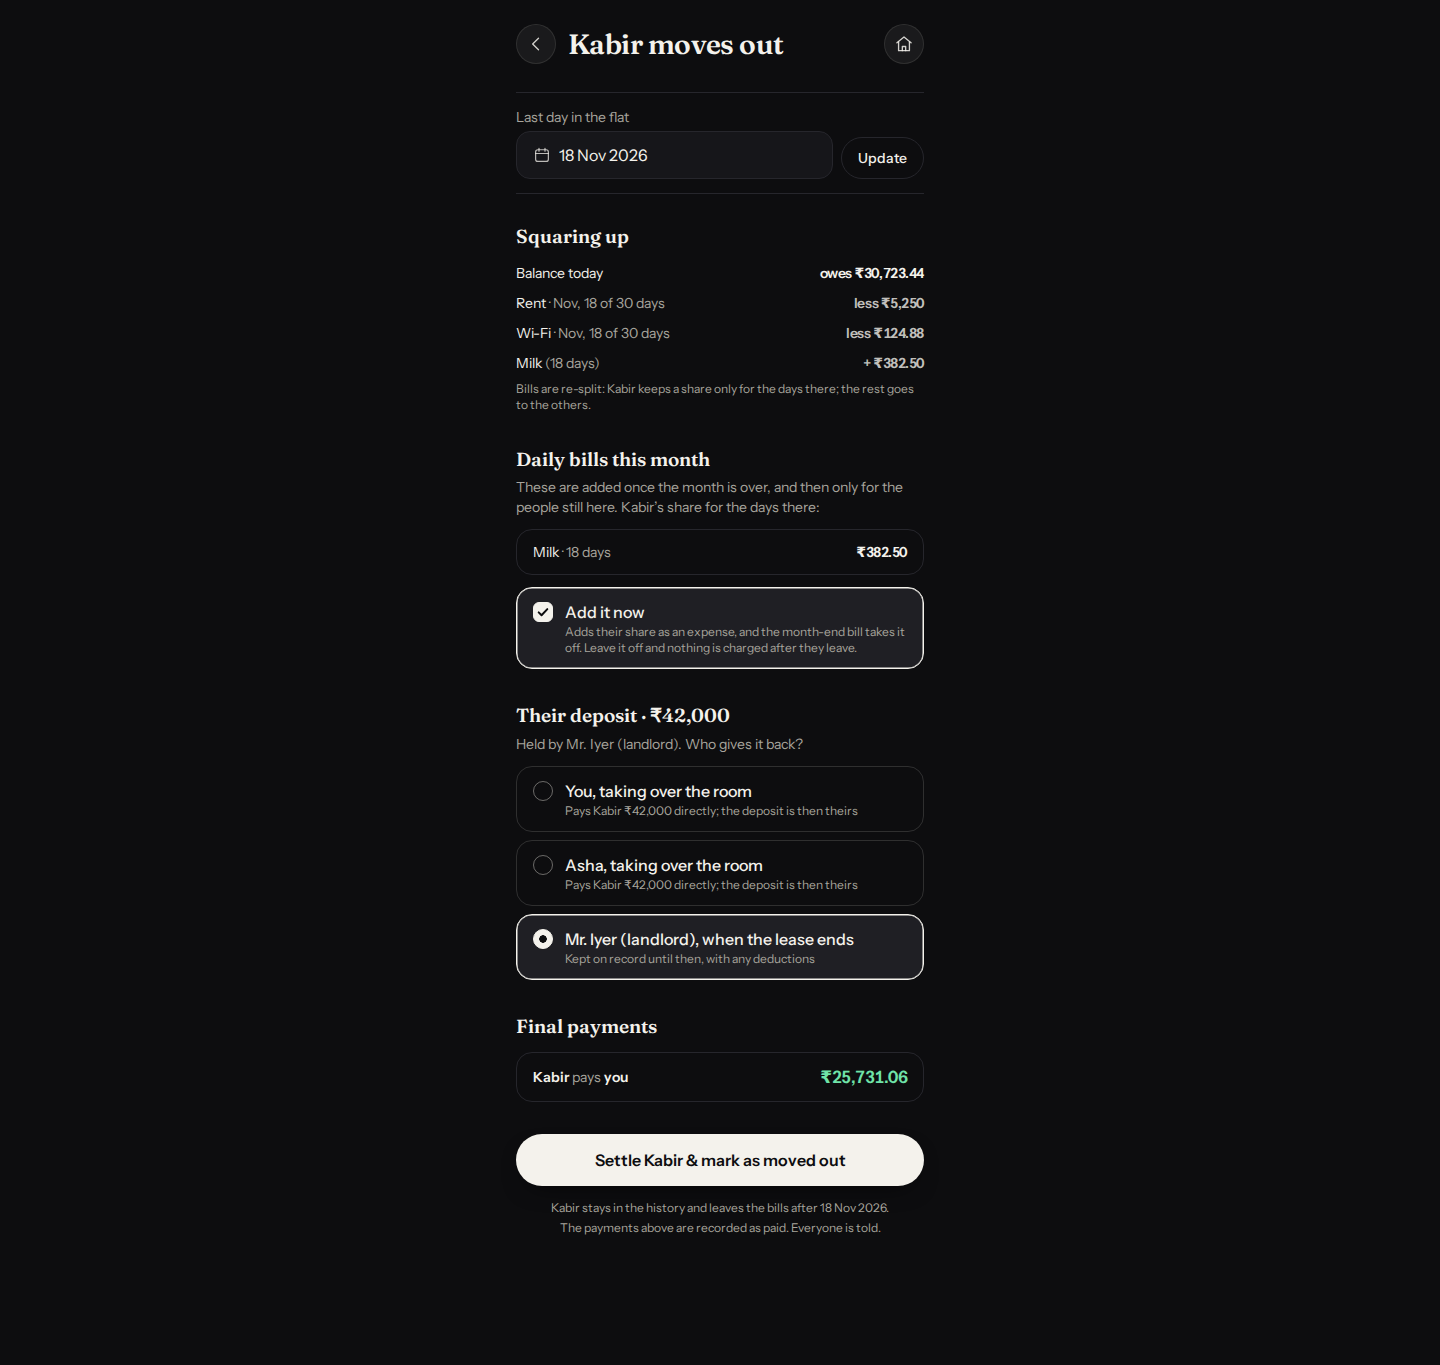 Kabir moves out
Last day in the flat
18 Nov 2026
Update
Squaring up
Balance today owes ₹30,723.44
Rent · Nov, 18 of 30 days less ₹5,250
Wi-Fi · Nov, 18 of 30 days less ₹124.88
Milk (18 days) + ₹382.50
Bills are re-split: Kabir keeps a share only for the days there; the rest goes
to the others.
Daily bills this month
These are added once the month is over, and then only for the
people still here. Kabir’s share for the days there:
Milk · 18 days ₹382.50
Add it now
Adds their share as an expense, and the month-end bill takes it
off. Leave it off and nothing is charged after they leave.
Their deposit · ₹42,000
Held by Mr. Iyer (landlord). Who gives it back?
You, taking over the room
Pays Kabir ₹42,000 directly; the deposit is then theirs
Asha, taking over the room
Pays Kabir ₹42,000 directly; the deposit is then theirs
Mr. Iyer (landlord), when the lease ends
Kept on record until then, with any deductions
Final payments
Kabir pays you ₹25,731.06
Settle Kabir & mark as moved out
Kabir stays in the history and leaves the bills after 18 Nov 2026.
The payments above are recorded as paid. Everyone is told.